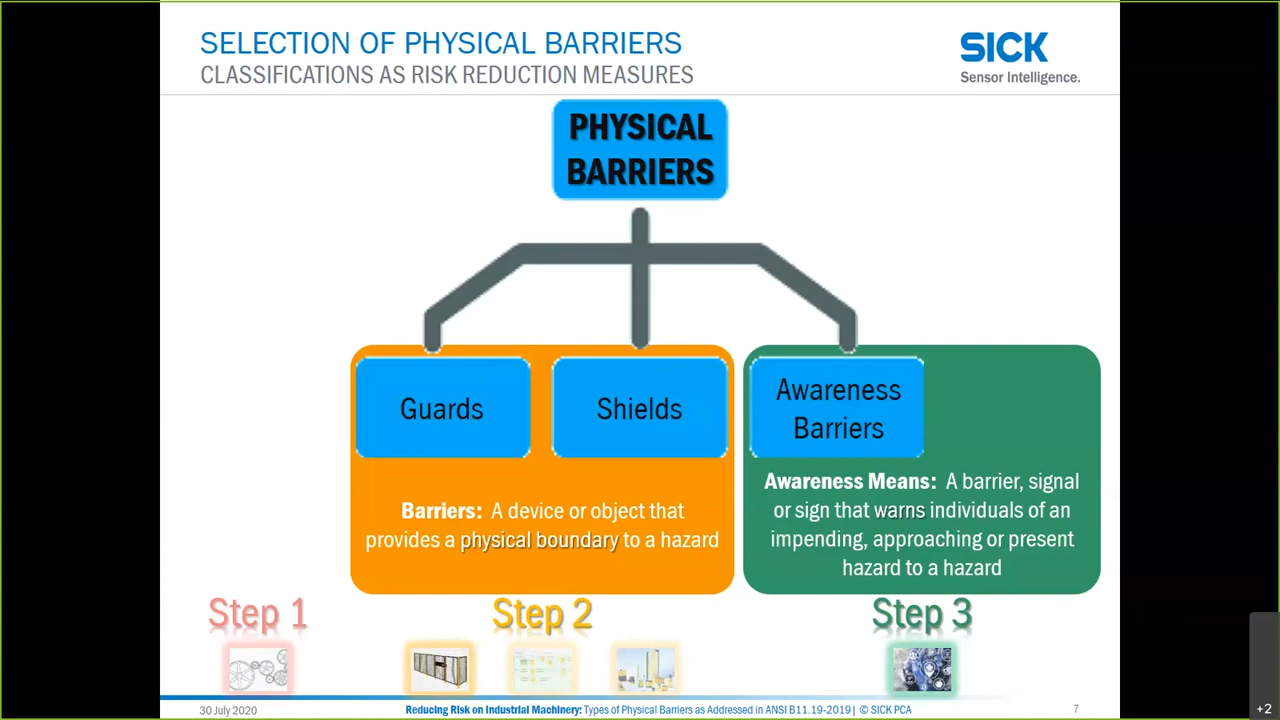 SELECTION OF PHYSICAL BARRIERS
CLASSIFICATIONS AS RISK REDUCTION MEASURES
SICK
Sensor Intelligence.
PHYSICAL
BARRIERS
Guards
Shields
Awareness
Barriers
Barriers: A device or object that
provides a physical boundary to a hazard
Awareness Means: A barrier, signal
or sign that warns individuals of an
impending, approaching or present
hazard to a hazard
Step 1
Step 2
Step 3
30 July 2020
Reducing Risk on Industrial Machinery: Types of Physical Barriers as Addressed in ANSI B11.19-2019| © SICK PCA
7
+2